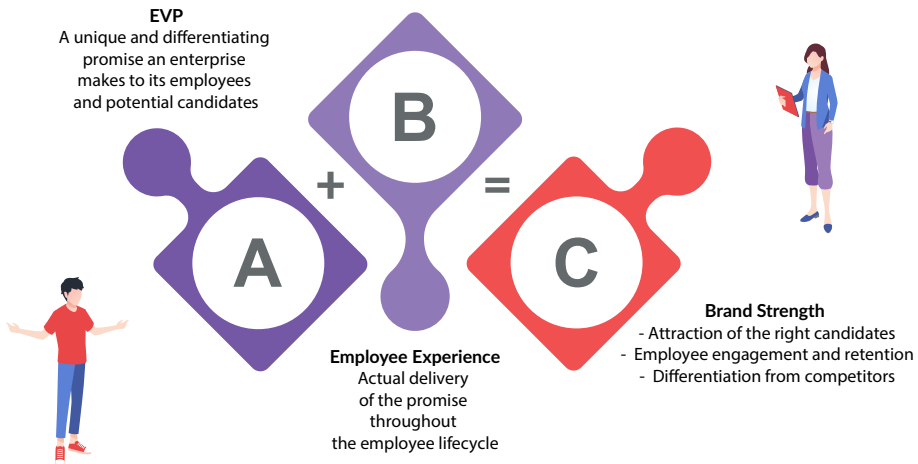 EVP
A unique and differentiating
promise an enterprise
makes to its employees
and potential candidates
A
+
B
=
C
Employee Experience
Actual delivery
of the promise
throughout
the employee lifecycle
Brand Strength
- Attraction of the right candidates
- Employee engagement and retention
- Differentiation from competitors